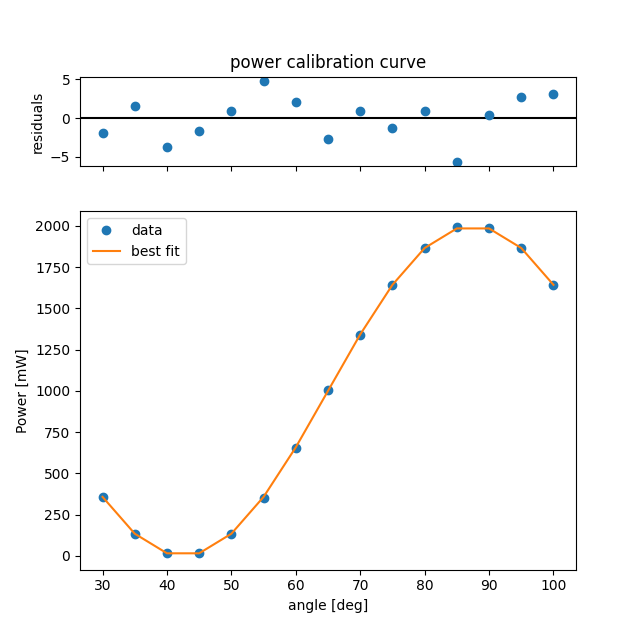 power calibration curve
5
0
−5
residuals
data
best fit
2000
1750
1500
1250
1000
750
500
250
0
Power [mW]
30 40 50 60 70 80 90 100
angle [deg]